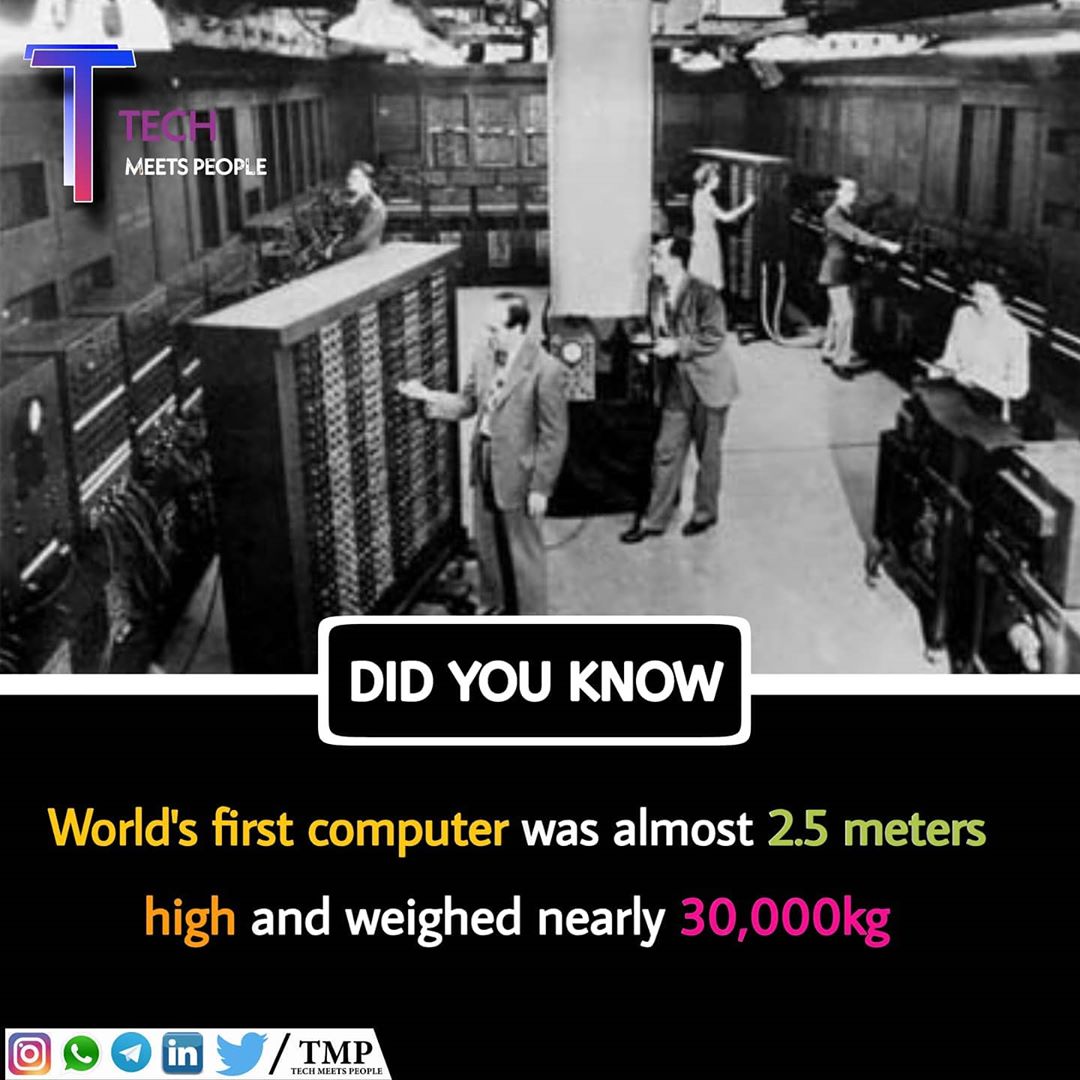 T
TECH
MEETS PEOPLE
DID YOU KNOW
World's first computer was almost 2.5 meters
high and weighed nearly 30,000kg
in
/ TMP
TECH MEETS PEOPLE